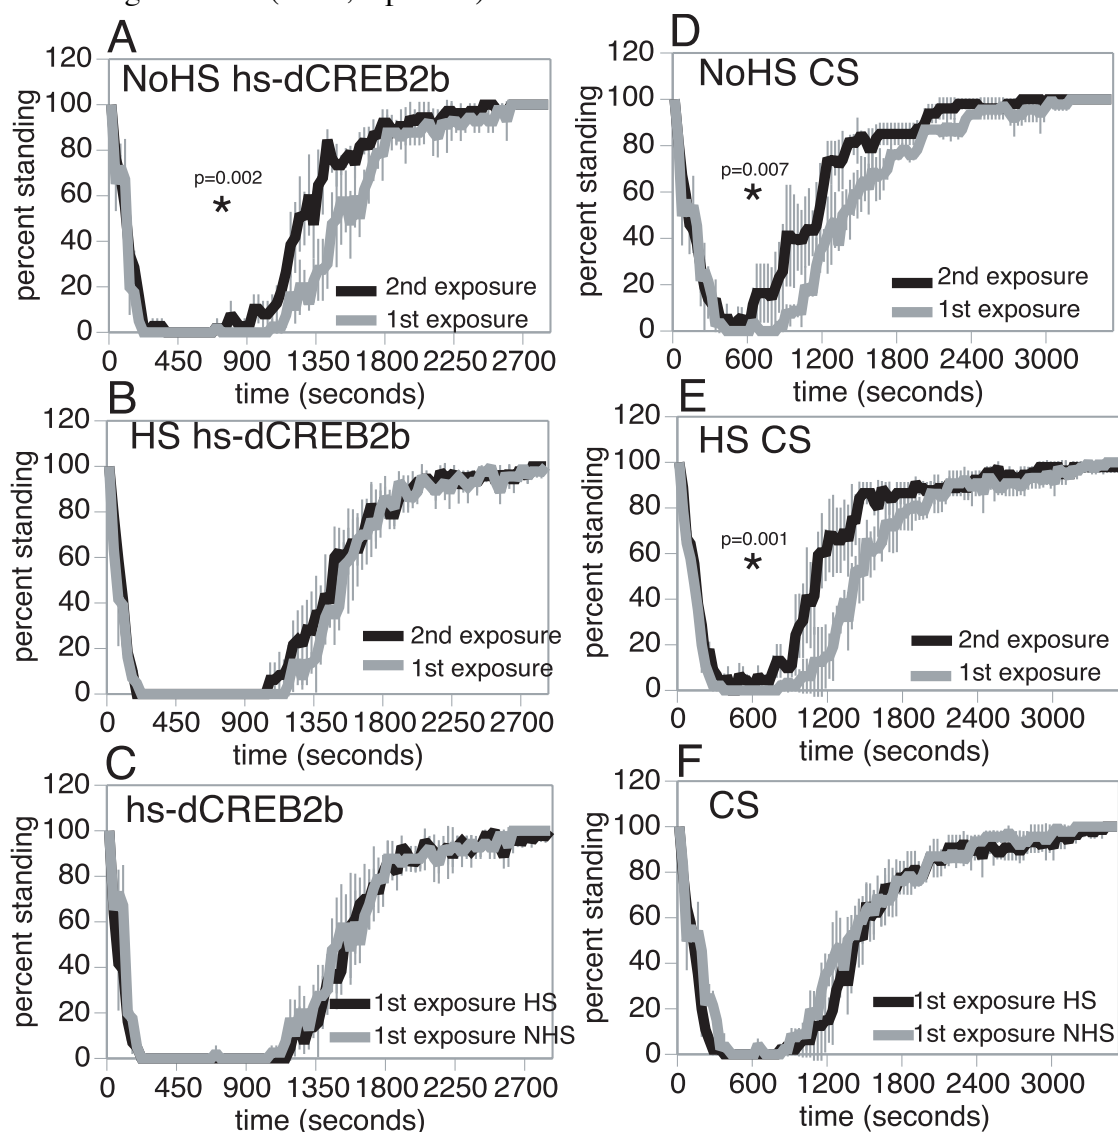 A
NoHS hs-dCREB2b
120
100
80
60
40
20
0
percent standing
p=0.002
*
2nd exposure
1st exposure
0 450 900 1350 1800 2250 2700
time (seconds)
B
HS hs-dCREB2b
120
100
80
60
40
20
0
percent standing
2nd exposure
1st exposure
0 450 900 1350 1800 2250 2700
time (seconds)
C
hs-dCREB2b
120
100
80
60
40
20
0
percent standing
1st exposure HS
1st exposure NHS
0 450 900 1350 1800 2250 2700
time (seconds)
D
NoHS CS
120
100
80
60
40
20
0
percent standing
p=0.007
*
2nd exposure
1st exposure
0 600 1200 1800 2400 3000
time (seconds)
E
HS CS
120
100
80
60
40
20
0
percent standing
p=0.001
*
2nd exposure
1st exposure
0 600 1200 1800 2400 3000
time (seconds)
F
CS
120
100
80
60
40
20
0
percent standing
1st exposure HS
1st exposure NHS
0 600 1200 1800 2400 3000
time (seconds)